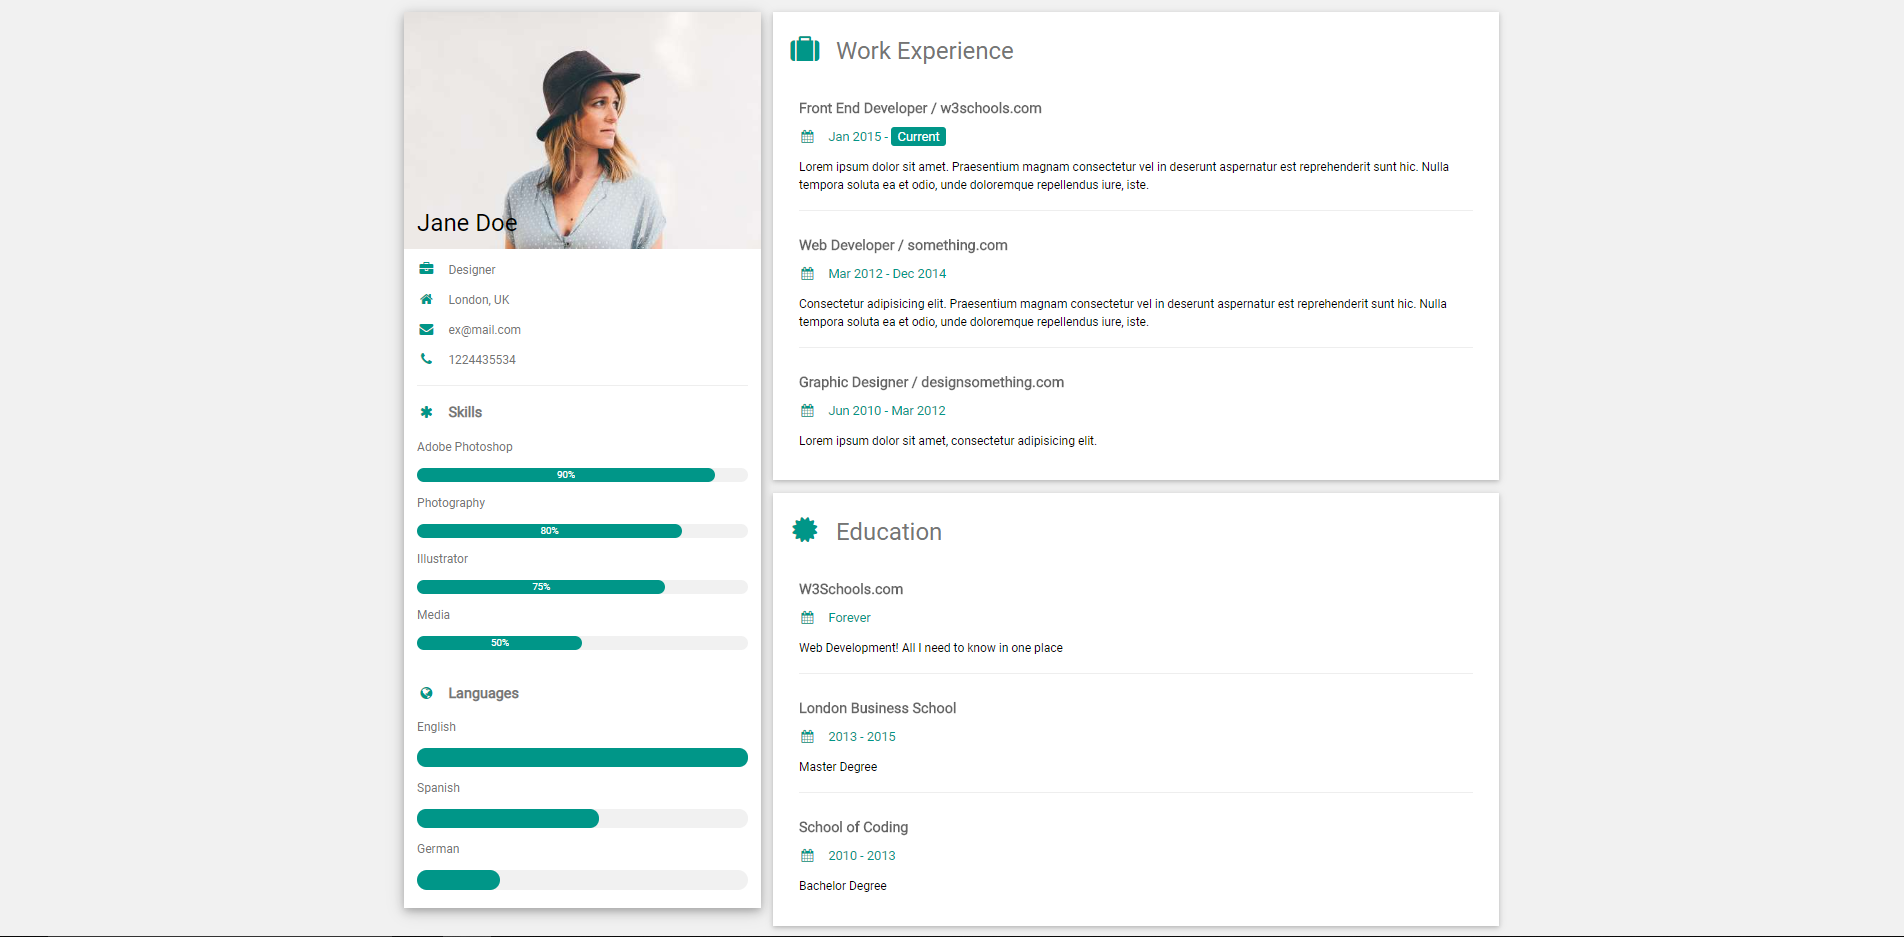 Jane Doe
Designer
London, UK
ex@mail.com
1224435534
Skills
Adobe Photoshop
90%
Photography
80%
Illustrator
75%
Media
50%
Languages
English
Spanish
German
Work Experience
Front End Developer / w3schools.com
Jan 2015 - Current
Lorem ipsum dolor sit amet. Praesentium magnam consectetur vel in deserunt aspernatur est reprehenderit sunt hic. Nulla
tempora soluta ea et odio, unde doloremque repellendus iure, iste.
Web Developer / something.com
Mar 2012 - Dec 2014
Consectetur adipisicing elit. Praesentium magnam consectetur vel in deserunt aspernatur est reprehenderit sunt hic. Nulla
tempora soluta ea et odio, unde doloremque repellendus iure, iste.
Graphic Designer / designsomething.com
Jun 2010 - Mar 2012
Lorem ipsum dolor sit amet, consectetur adipisicing elit.
Education
W3Schools.com
Forever
Web Development! All I need to know in one place
London Business School
2013 - 2015
Master Degree
School of Coding
2010 - 2013
Bachelor Degree